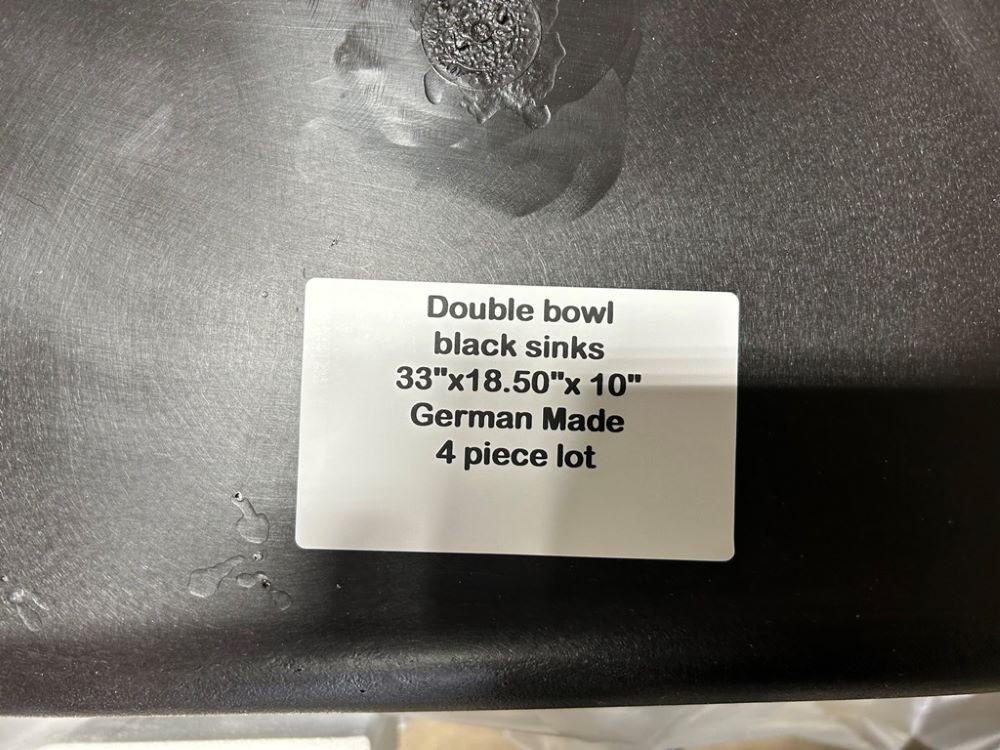 Double bowl
black sinks
33"x18.50"x 10"
German Made
4 piece lot